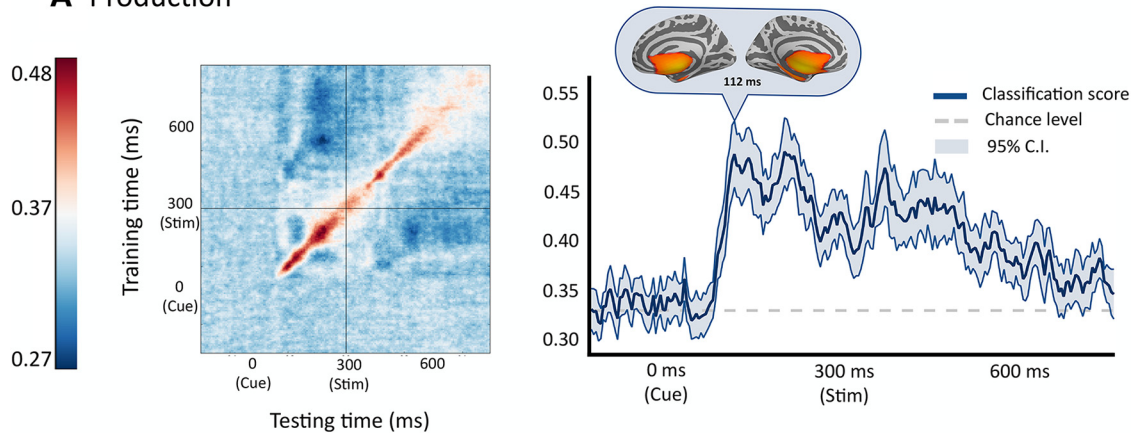 A Production
0.48
0.37
0.27
Training time (ms)
600
300
(Stim)
0
(Cue)
0
(Cue)
300
(Stim)
600
Testing time (ms)
112 ms
0.55
0.50
0.45
0.40
0.35
0.30
Classification score
Chance level
95% C.I.
0 ms
(Cue)
300 ms
(Stim)
600 ms